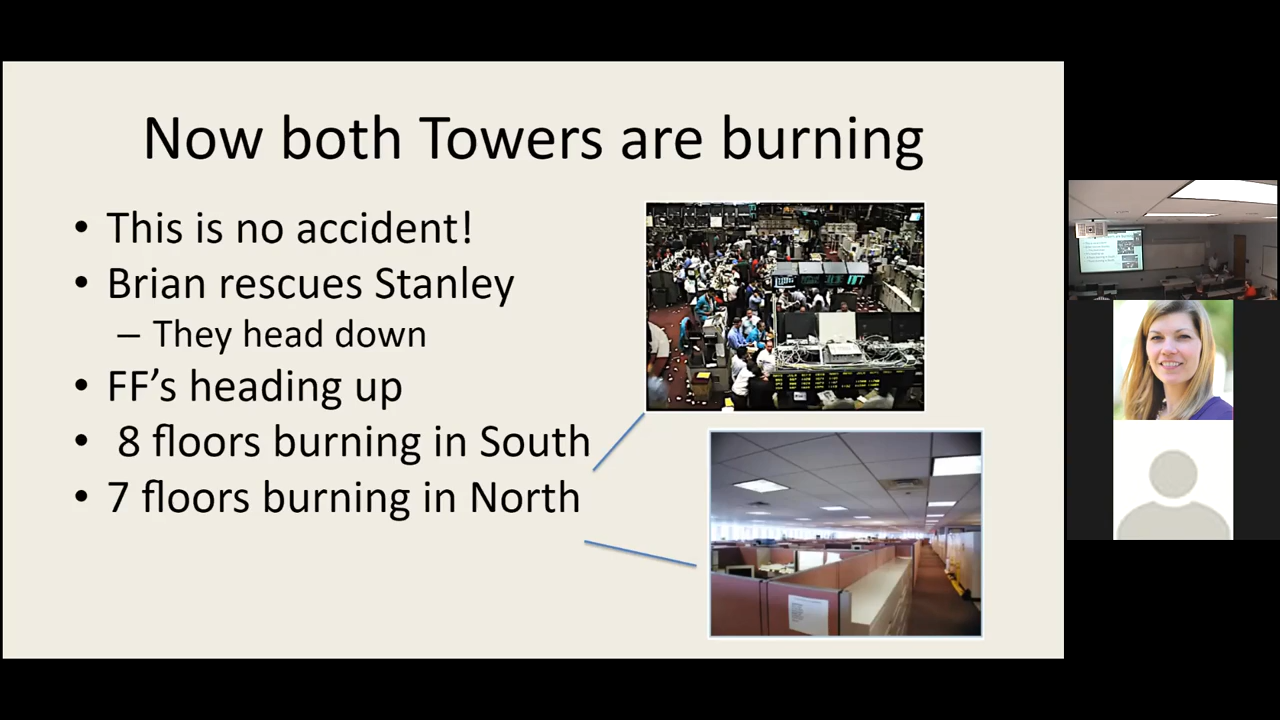 Now both Towers are burning
• This is no accident!
• Brian rescues Stanley
– They head down
• FF’s heading up
• 8 floors burning in South
• 7 floors burning in North